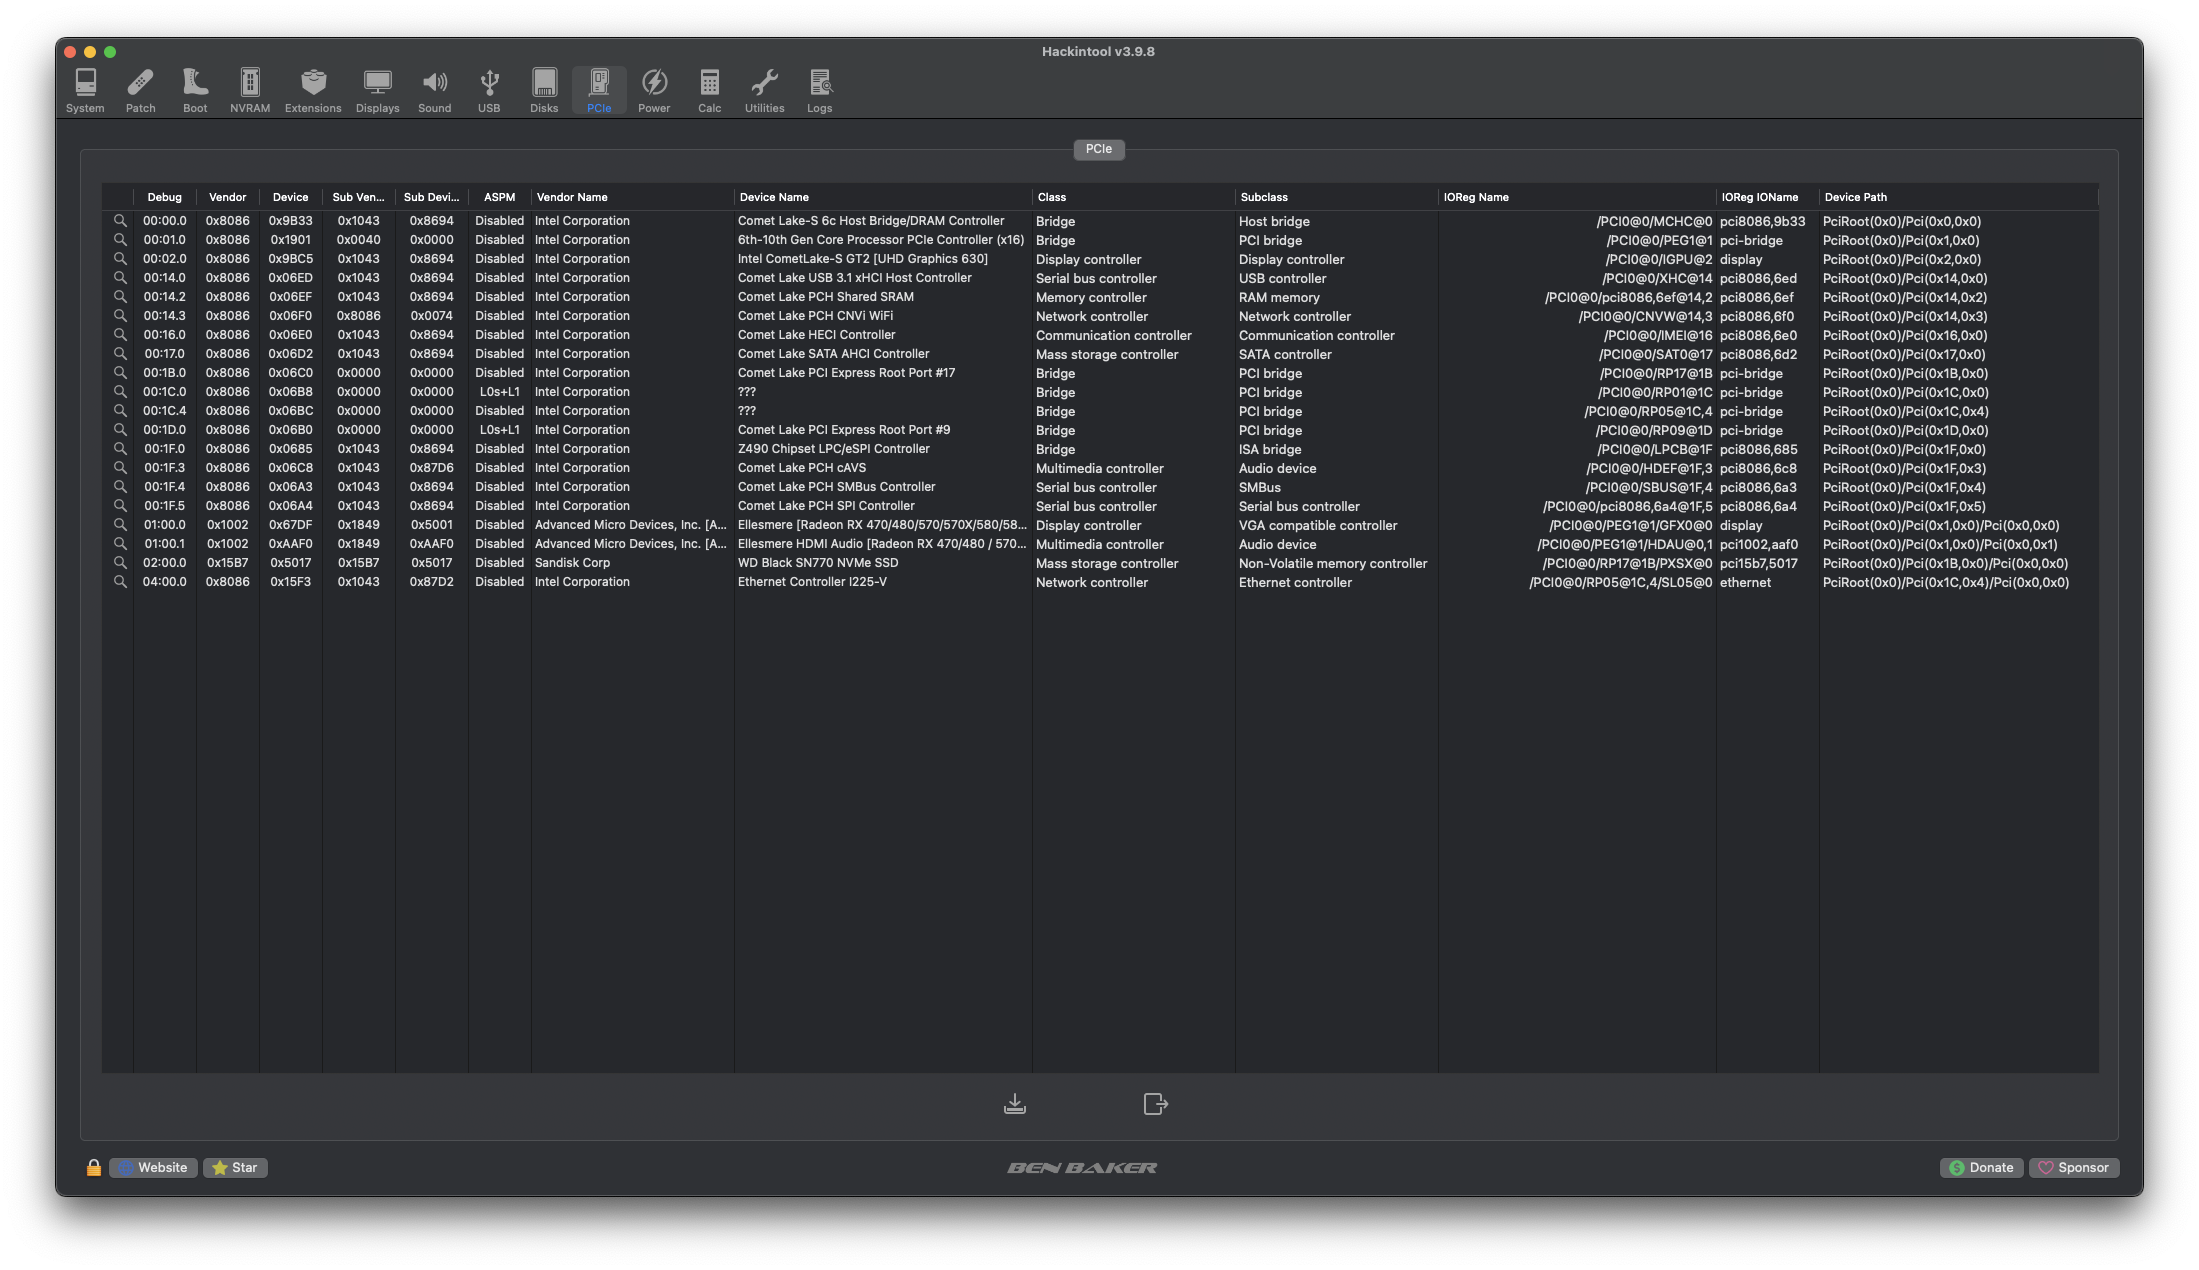 Hackintool v3.9.8
System Patch Boot NVRAM Extensions Displays Sound USB Disks PCIe Power Calc Utilities Logs
PCIe
Debug Vendor Device Sub Ven... Sub Devi... ASPM Vendor Name Device Name Class Subclass IOReg Name IOReg IOName Device Path
00:00.0 0x8086 0x9B33 0x1043 0x8694 Disabled Intel Corporation Comet Lake-S 6c Host Bridge/DRAM Controller Bridge Host bridge /PCI0@0/MCHC@0 pci8086,9b33 PciRoot(0x0)/Pci(0x0,0x0)
00:01.0 0x8086 0x1901 0x0040 0x0000 Disabled Intel Corporation 6th-10th Gen Core Processor PCIe Controller (x16) Bridge PCI bridge /PCI0@0/PEG1@1 pci-bridge PciRoot(0x0)/Pci(0x1,0x0)
00:02.0 0x8086 0x9BC5 0x1043 0x8694 Disabled Intel Corporation Intel CometLake-S GT2 [UHD Graphics 630] Display controller Display controller /PCI0@0/IGPU@2 display PciRoot(0x0)/Pci(0x2,0x0)
00:14.0 0x8086 0x06ED 0x1043 0x8694 Disabled Intel Corporation Comet Lake USB 3.1 xHCI Host Controller Serial bus controller USB controller /PCI0@0/XHC@14 pci8086,6ed PciRoot(0x0)/Pci(0x14,0x0)
00:14.2 0x8086 0x06EF 0x1043 0x8694 Disabled Intel Corporation Comet Lake PCH Shared SRAM Memory controller RAM memory /PCI0@0/pci8086,6ef@14,2 pci8086,6ef PciRoot(0x0)/Pci(0x14,0x2)
00:14.3 0x8086 0x06F0 0x8086 0x0074 Disabled Intel Corporation Comet Lake PCH CNVi WiFi Network controller Network controller /PCI0@0/CNVW@14,3 pci8086,6f0 PciRoot(0x0)/Pci(0x14,0x3)
00:16.0 0x8086 0x06E0 0x1043 0x8694 Disabled Intel Corporation Comet Lake HECI Controller Communication controller Communication controller /PCI0@0/IMEI@16 pci8086,6e0 PciRoot(0x0)/Pci(0x16,0x0)
00:17.0 0x8086 0x06D2 0x1043 0x8694 Disabled Intel Corporation Comet Lake SATA AHCI Controller Mass storage controller SATA controller /PCI0@0/SAT0@17 pci8086,6d2 PciRoot(0x0)/Pci(0x17,0x0)
00:1B.0 0x8086 0x06C0 0x0000 0x0000 Disabled Intel Corporation Comet Lake PCI Express Root Port #17 Bridge PCI bridge /PCI0@0/RP17@1B pci-bridge PciRoot(0x0)/Pci(0x1B,0x0)
00:1C.0 0x8086 0x06B8 0x0000 0x0000 L0s+L1 Intel Corporation ??? Bridge PCI bridge /PCI0@0/RP01@1C pci-bridge PciRoot(0x0)/Pci(0x1C,0x0)
00:1C.4 0x8086 0x06BC 0x0000 0x0000 Disabled Intel Corporation ??? Bridge PCI bridge /PCI0@0/RP05@1C,4 pci-bridge PciRoot(0x0)/Pci(0x1C,0x4)
00:1D.0 0x8086 0x06B0 0x0000 0x0000 L0s+L1 Intel Corporation Comet Lake PCI Express Root Port #9 Bridge PCI bridge /PCI0@0/RP09@1D pci-bridge PciRoot(0x0)/Pci(0x1D,0x0)
00:1F.0 0x8086 0x0685 0x1043 0x8694 Disabled Intel Corporation Z490 Chipset LPC/eSPI Controller Bridge ISA bridge /PCI0@0/LPCB@1F pci8086,685 PciRoot(0x0)/Pci(0x1F,0x0)
00:1F.3 0x8086 0x06C8 0x1043 0x87D6 Disabled Intel Corporation Comet Lake PCH cAVS Multimedia controller Audio device /PCI0@0/HDEF@1F,3 pci8086,6c8 PciRoot(0x0)/Pci(0x1F,0x3)
00:1F.4 0x8086 0x06A3 0x1043 0x8694 Disabled Intel Corporation Comet Lake PCH SMBus Controller Serial bus controller SMBus /PCI0@0/SBUS@1F,4 pci8086,6a3 PciRoot(0x0)/Pci(0x1F,0x4)
00:1F.5 0x8086 0x06A4 0x1043 0x8694 Disabled Intel Corporation Comet Lake PCH SPI Controller Serial bus controller Serial bus controller /PCI0@0/pci8086,6a4@1F,5 pci8086,6a4 PciRoot(0x0)/Pci(0x1F,0x5)
01:00.0 0x1002 0x67DF 0x1849 0x5001 Disabled Advanced Micro Devices, Inc. [A... Ellesmere [Radeon RX 470/480/570/570X/580/58... Display controller VGA compatible controller /PCI0@0/PEG1@1/GFX0@0 display PciRoot(0x0)/Pci(0x1,0x0)/Pci(0x0,0x0)
01:00.1 0x1002 0xAAF0 0x1849 0xAAF0 Disabled Advanced Micro Devices, Inc. [A... Ellesmere HDMI Audio [Radeon RX 470/480 / 570... Multimedia controller Audio device /PCI0@0/PEG1@1/HDAU@0,1 pci1002,aaf0 PciRoot(0x0)/Pci(0x1,0x0)/Pci(0x0,0x1)
02:00.0 0x15B7 0x5017 0x15B7 0x5017 Disabled Sandisk Corp WD Black SN770 NVMe SSD Mass storage controller Non-Volatile memory controller /PCI0@0/RP17@1B/PXSX@0 pci15b7,5017 PciRoot(0x0)/Pci(0x1B,0x0)/Pci(0x0,0x0)
04:00.0 0x8086 0x15F3 0x1043 0x87D2 Disabled Intel Corporation Ethernet Controller I225-V Network controller Ethernet controller /PCI0@0/RP05@1C,4/SL05@0 ethernet PciRoot(0x0)/Pci(0x1C,0x4)/Pci(0x0,0x0)
Website Star BEN BAKER Donate Sponsor